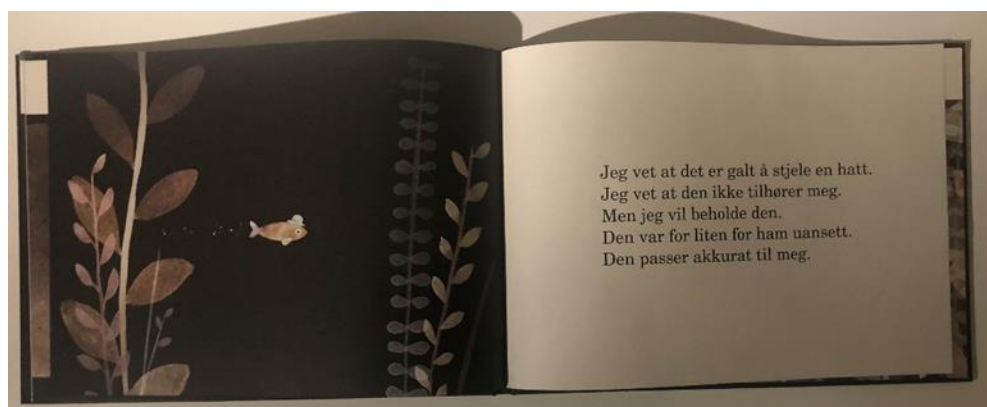 Jeg vet at det er galt å stjele en hatt.
Jeg vet at den ikke tilhører meg.
Men jeg vil beholde den.
Den var for liten for ham uansett.
Den passer akkurat til meg.